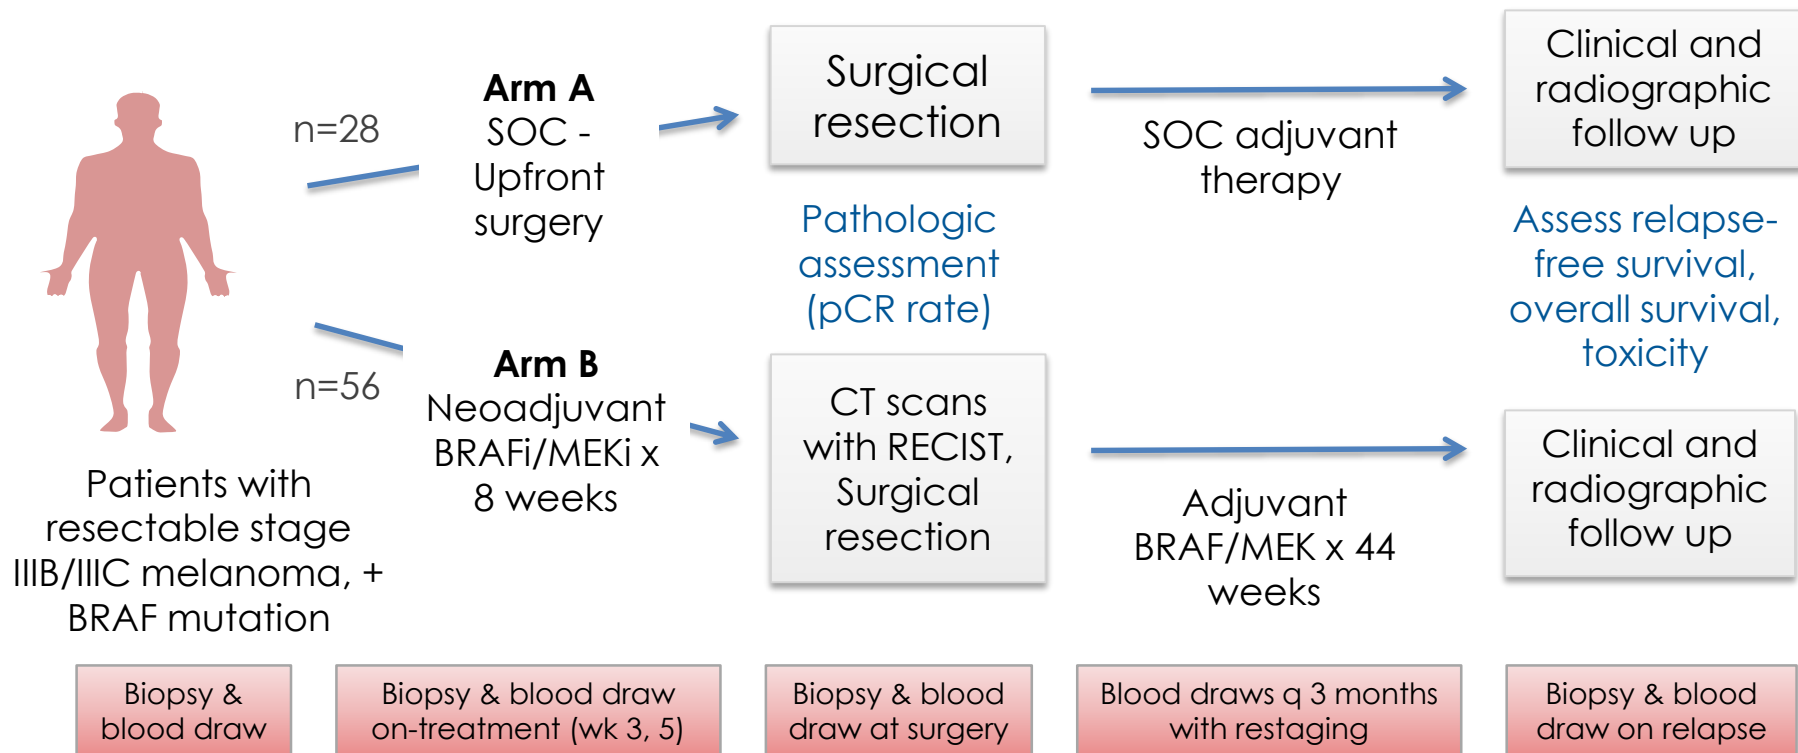 n=28
Arm A
SOC -
Upfront
surgery
Surgical
resection
SOC adjuvant
therapy
Clinical and
radiographic
follow up
Pathologic
assessment
(pCR rate)
Assess relapse-
free survival,
overall survival,
toxicity
n=56
Arm B
Neoadjuvant
BRAFi/MEKi x
8 weeks
CT scans
with RECIST,
Surgical
resection
Adjuvant
BRAF/MEK x 44
weeks
Clinical and
radiographic
follow up
Patients with
resectable stage
IIIB/IIIC melanoma, +
BRAF mutation
Biopsy &
blood draw
Biopsy & blood draw
on-treatment (wk 3, 5)
Biopsy & blood
draw at surgery
Blood draws q 3 months
with restaging
Biopsy & blood
draw on relapse